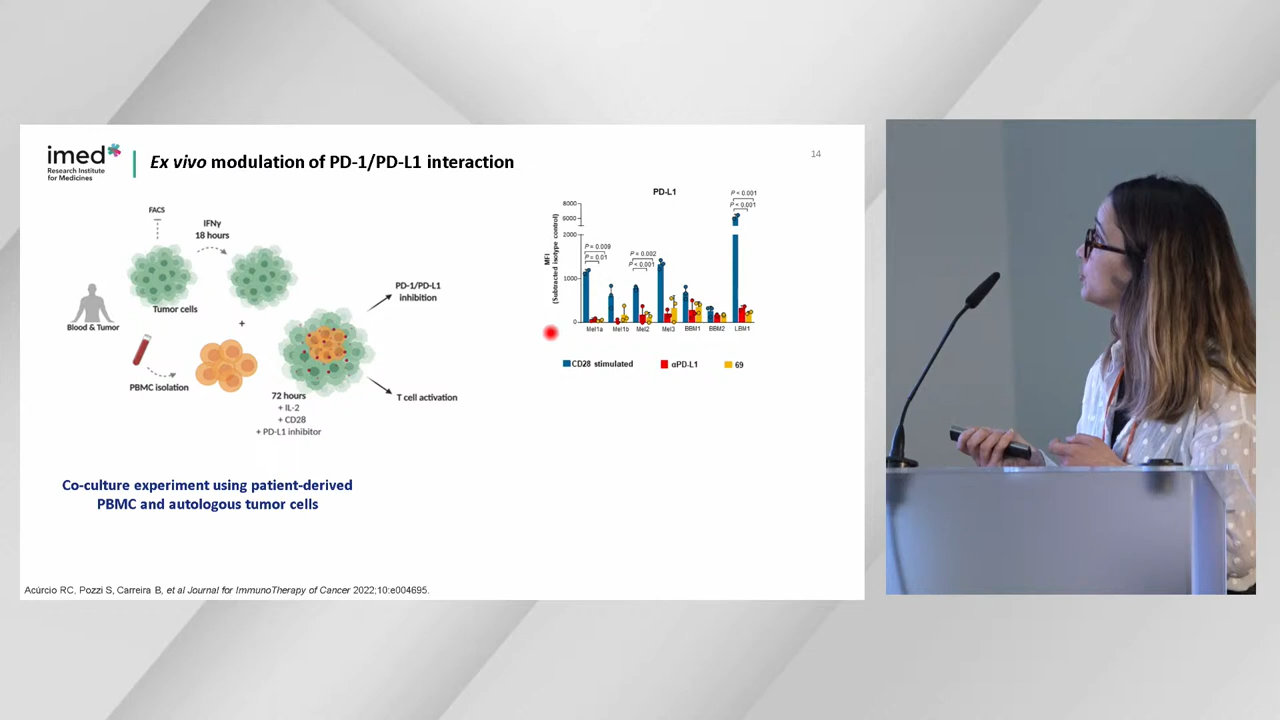 imed
Research Institute
for Medicines
Ex vivo modulation of PD-1/PD-L1 interaction
14
FACS
IFNγ
18 hours
Tumor cells
Blood & Tumor
+
PBMC isolation
72 hours
+ IL-2
+ CD28
+ PD-L1 inhibitor
PD-1/PD-L1
inhibition
T cell activation
PD-L1
MFI
(Subtracted isotype control)
8000
6000
2000
1000
0
P = 0.009
P = 0.01
P = 0.002
P < 0.001
P < 0.001
P < 0.001
Mel1a Mel1b Mel2 Mel3 BBM1 BBM2 LBM1
CD28 stimulated αPD-L1 69
Co-culture experiment using patient-derived
PBMC and autologous tumor cells
Acúrcio RC, Pozzi S, Carreira B, et al Journal for ImmunoTherapy of Cancer 2022;10:e004695.